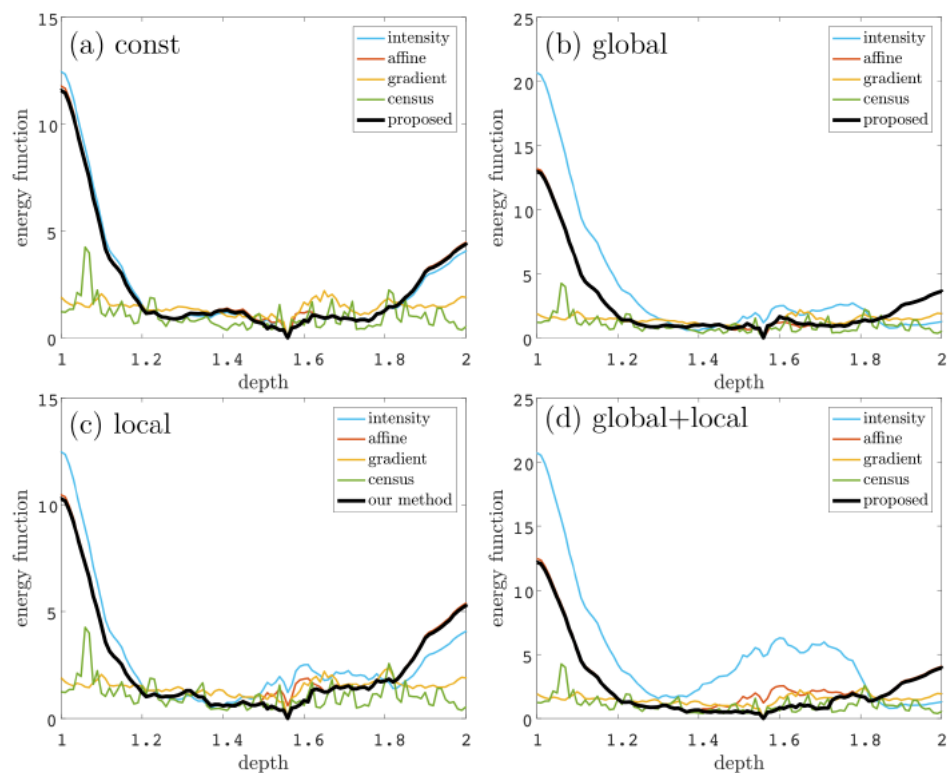 (a) const
intensity
affine
gradient
census
proposed
15
10
5
0
energy function
1
1.2
1.4
1.6
1.8
2
depth
(b) global
intensity
affine
gradient
census
proposed
25
20
15
10
5
0
energy function
1
1.2
1.4
1.6
1.8
2
depth
(c) local
intensity
affine
gradient
census
our method
15
10
5
0
energy function
1
1.2
1.4
1.6
1.8
2
depth
(d) global+local
intensity
affine
gradient
census
proposed
25
20
15
10
5
0
energy function
1
1.2
1.4
1.6
1.8
2
depth